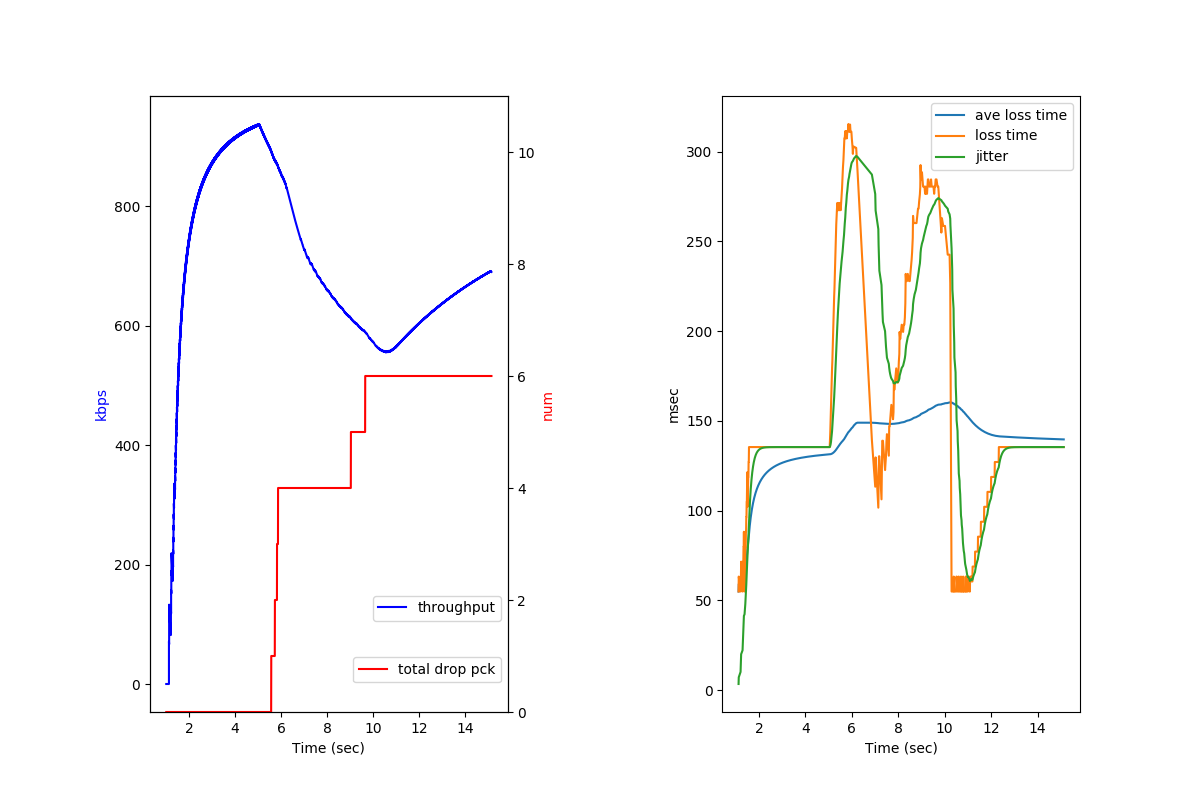 800
600
400
200
0
kbps
2 4 6 8 10 12 14
Time (sec)
10
8
6
4
2
0
num
throughput
total drop pck
300
250
200
150
100
50
0
msec
2 4 6 8 10 12 14
Time (sec)
ave loss time
loss time
jitter